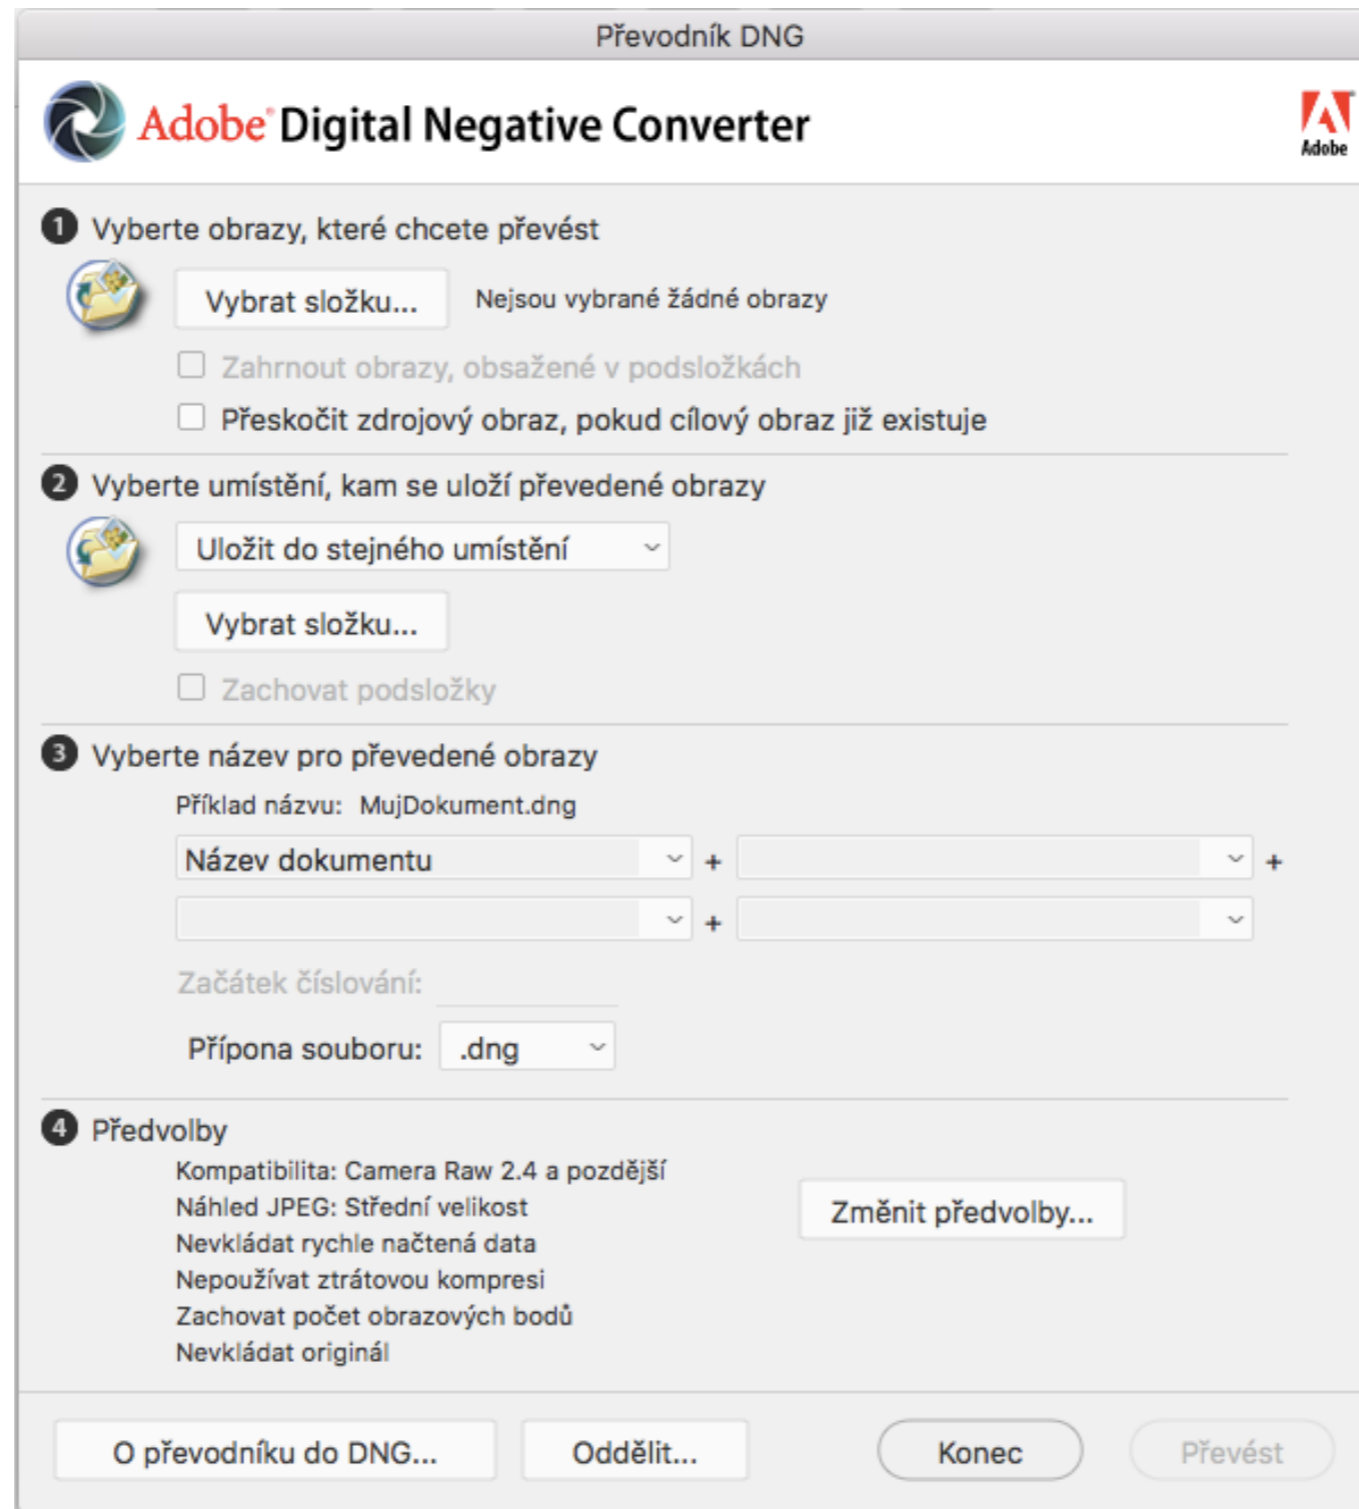 Převodník DNG
Adobe® Digital Negative Converter
Adobe
1 Vyberte obrazy, které chcete převést
Vybrat složku... Nejsou vybrané žádné obrazy
Zahrnout obrazy, obsažené v podsložkách
Přeskočit zdrojový obraz, pokud cílový obraz již existuje
2 Vyberte umístění, kam se uloží převedené obrazy
Uložit do stejného umístění
Vybrat složku...
Zachovat podsložky
3 Vyberte název pro převedené obrazy
Příklad názvu: MujDokument.dng
Název dokumentu + +
+
Začátek číslování:
Přípona souboru: .dng
4 Předvolby
Kompatibilita: Camera Raw 2.4 a pozdější
Náhled JPEG: Střední velikost
Změnit předvolby...
Nevkládat rychle načtená data
Nepoužívat ztrátovou kompresi
Zachovat počet obrazových bodů
Nevkládat originál
O převodníku do DNG... Oddělit... Konec Převést